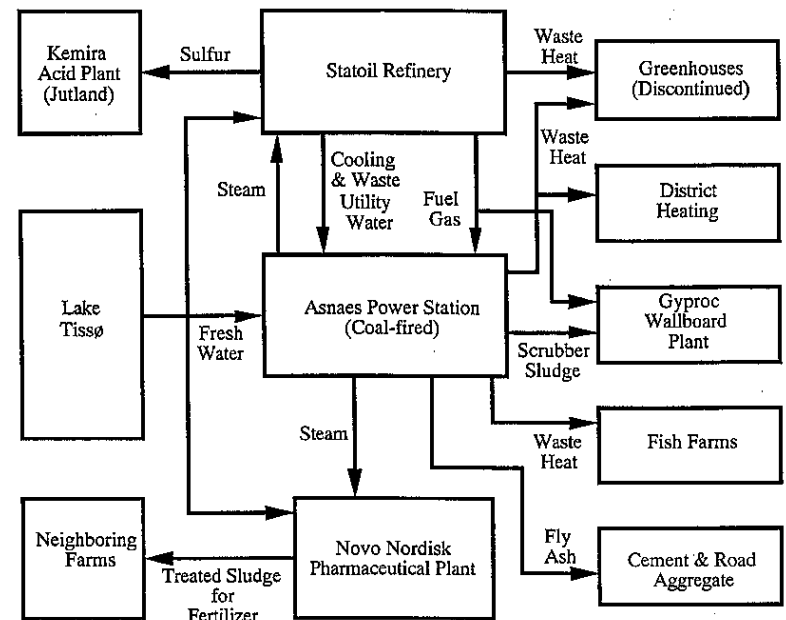 Kemira
Acid Plant
(Jutland)
Sulfur
Statoil Refinery
Waste
Heat
Greenhouses
(Discontinued)
Waste
Heat
Steam
Cooling
& Waste
Utility
Water
Fuel
Gas
District
Heating
Lake
Tissø
Fresh
Water
Asnaes Power Station
(Coal-fired)
Gyproc
Wallboard
Plant
Scrubber
Sludge
Steam
Waste
Heat
Fish Farms
Neighboring
Farms
Treated Sludge
for
Fertilizer
Novo Nordisk
Pharmaceutical Plant
Fly
Ash
Cement & Road
Aggregate